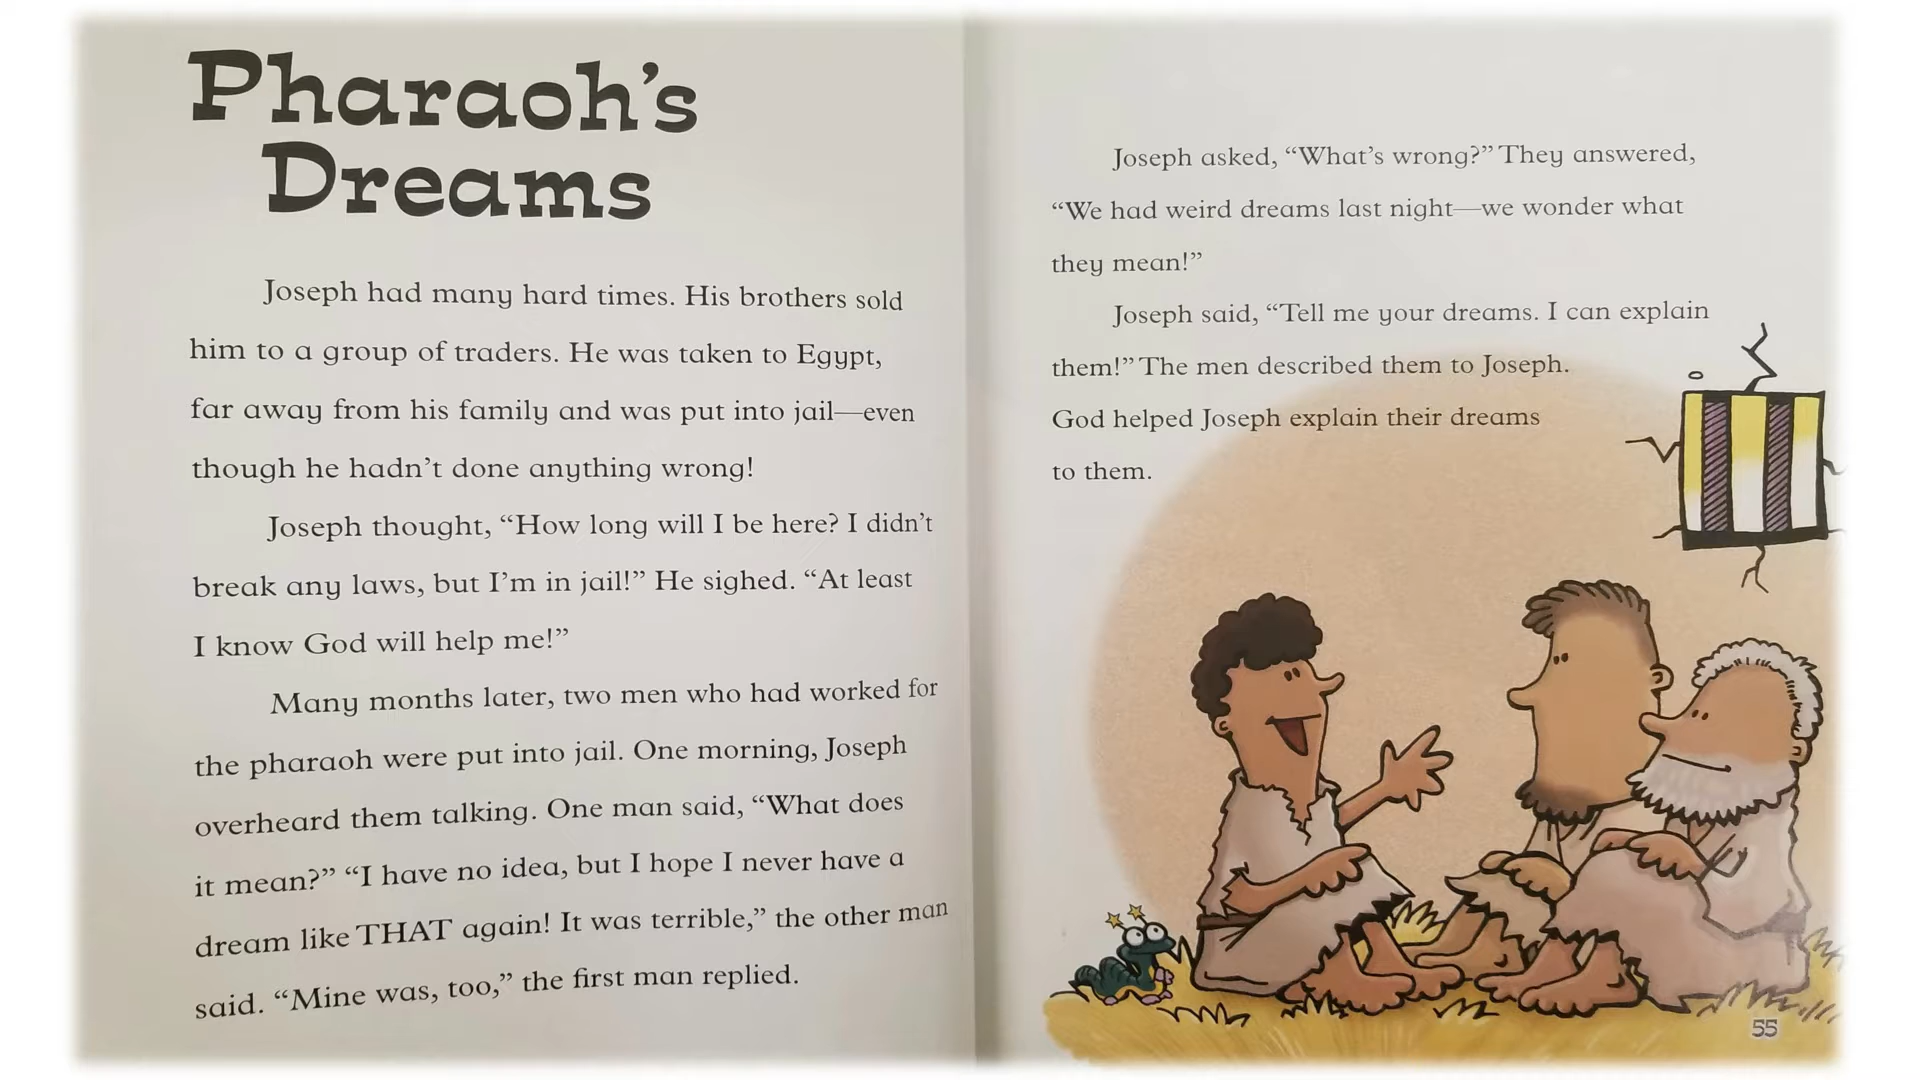 Pharaoh's
Dreams
Joseph had many hard times. His brothers sold
him to a group of traders. He was taken to Egypt,
far away from his family and was put into jail—even
though he hadn't done anything wrong!
Joseph thought, “How long will I be here? I didn't
break any laws, but I'm in jail!” He sighed. “At least
I know God will help me!”
Many months later, two men who had worked for
the pharaoh were put into jail. One morning, Joseph
overheard them talking. One man said, “What does
it mean?” “I have no idea, but I hope I never have a
dream like THAT again! It was terrible,” the other man
said. “Mine was, too,” the first man replied.
Joseph asked, “What's wrong?” They answered,
“We had weird dreams last night—we wonder what
they mean!”
Joseph said, “Tell me your dreams. I can explain
them!” The men described them to Joseph.
God helped Joseph explain their dreams
to them.
55